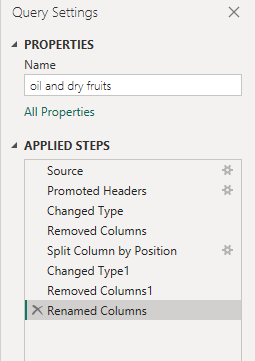 Query Settings
PROPERTIES
Name
oil and dry fruits
All Properties
APPLIED STEPS
Source
Promoted Headers
Changed Type
Removed Columns
Split Column by Position
Changed Type1
Removed Columns1
Renamed Columns